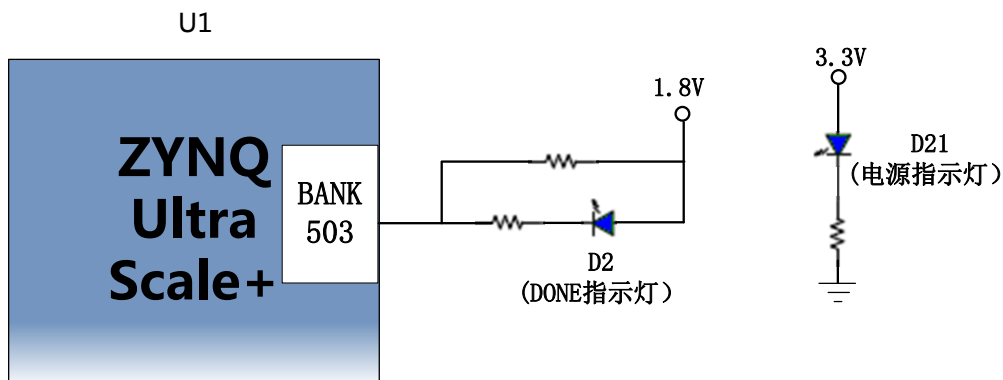 U1
ZYNQ
Ultra
Scale+
BANK
503
1.8V
D2
(DONE指示灯）
3.3V
D21
(电源指示灯)